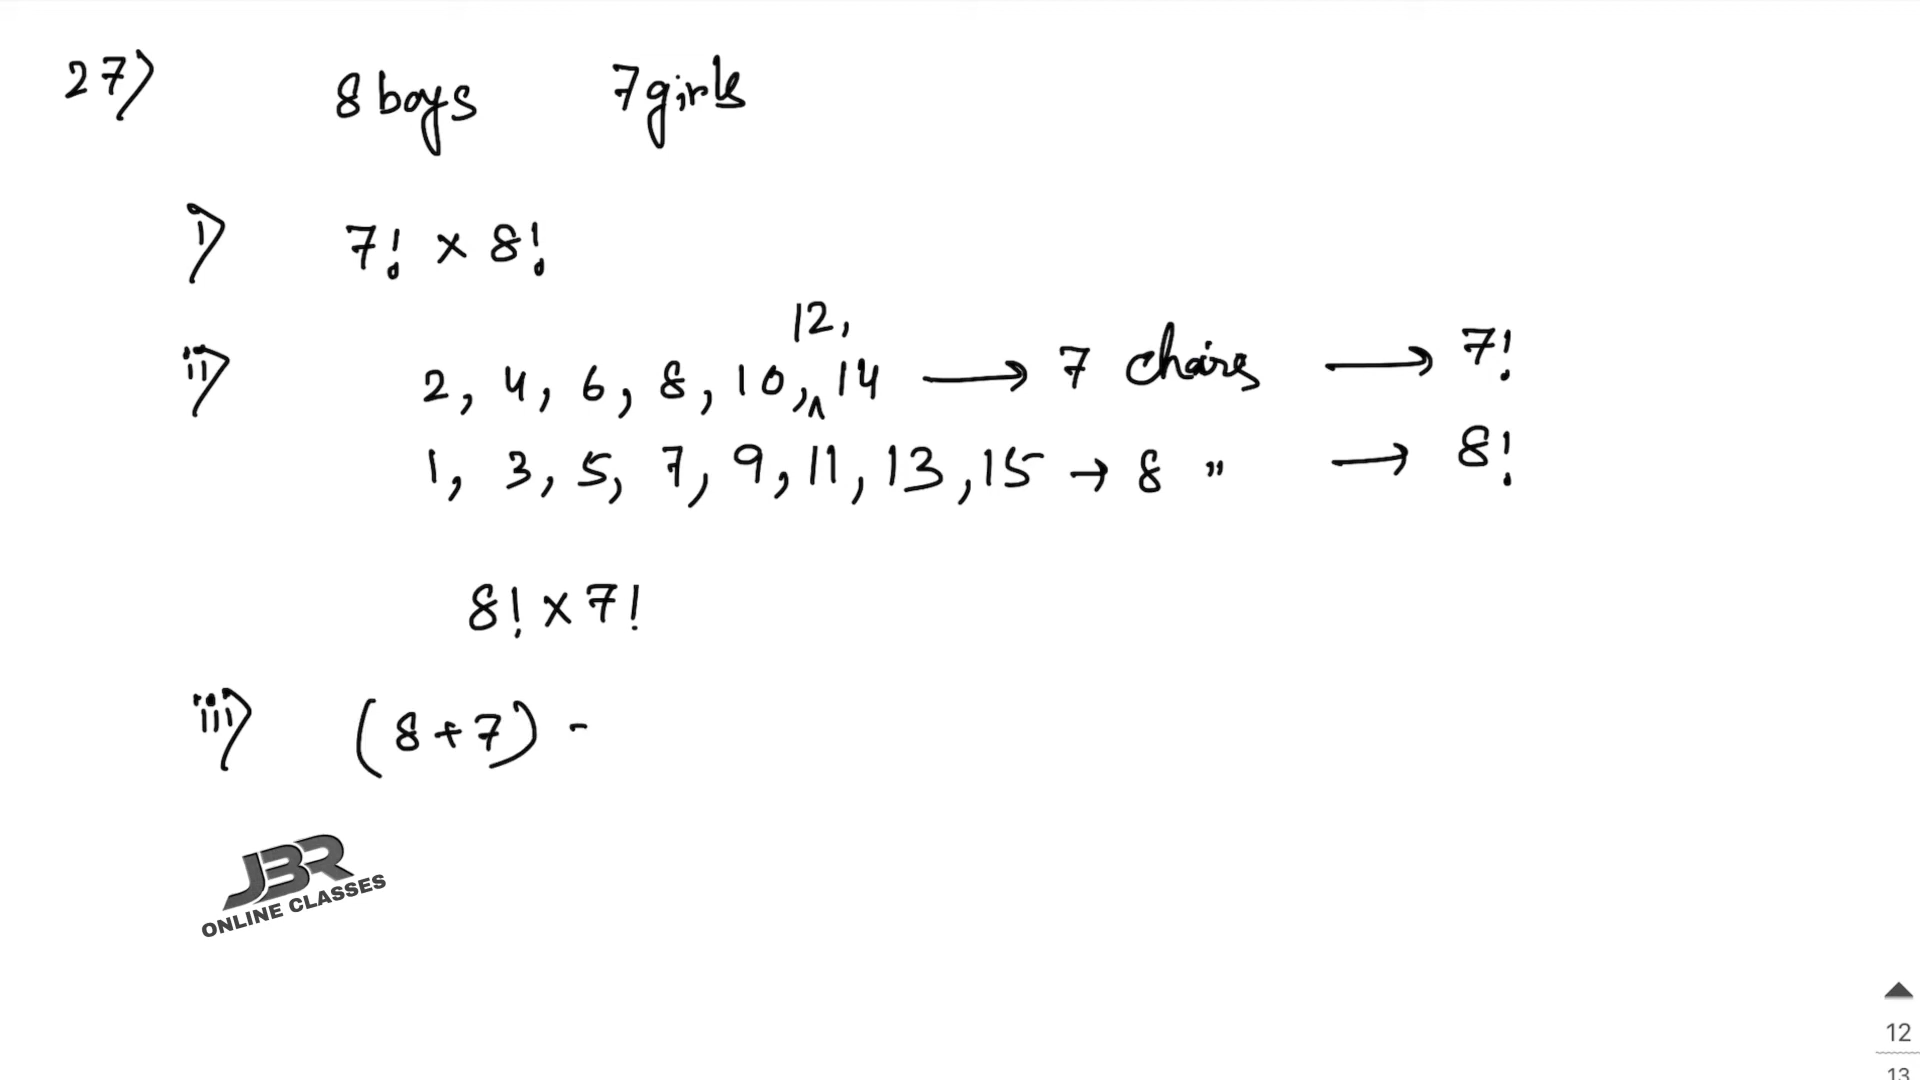 27) 8 boys 7 girls
i) 7! × 8!
12,
ii) 2, 4, 6, 8, 10, ∧ 14 ⟶ 7 chairs ⟶ 7!
1, 3, 5, 7, 9, 11, 13, 15 → 8 " → 8!
8! × 7!
iii) (8+7) -
JBR
ONLINE CLASSES
12
13